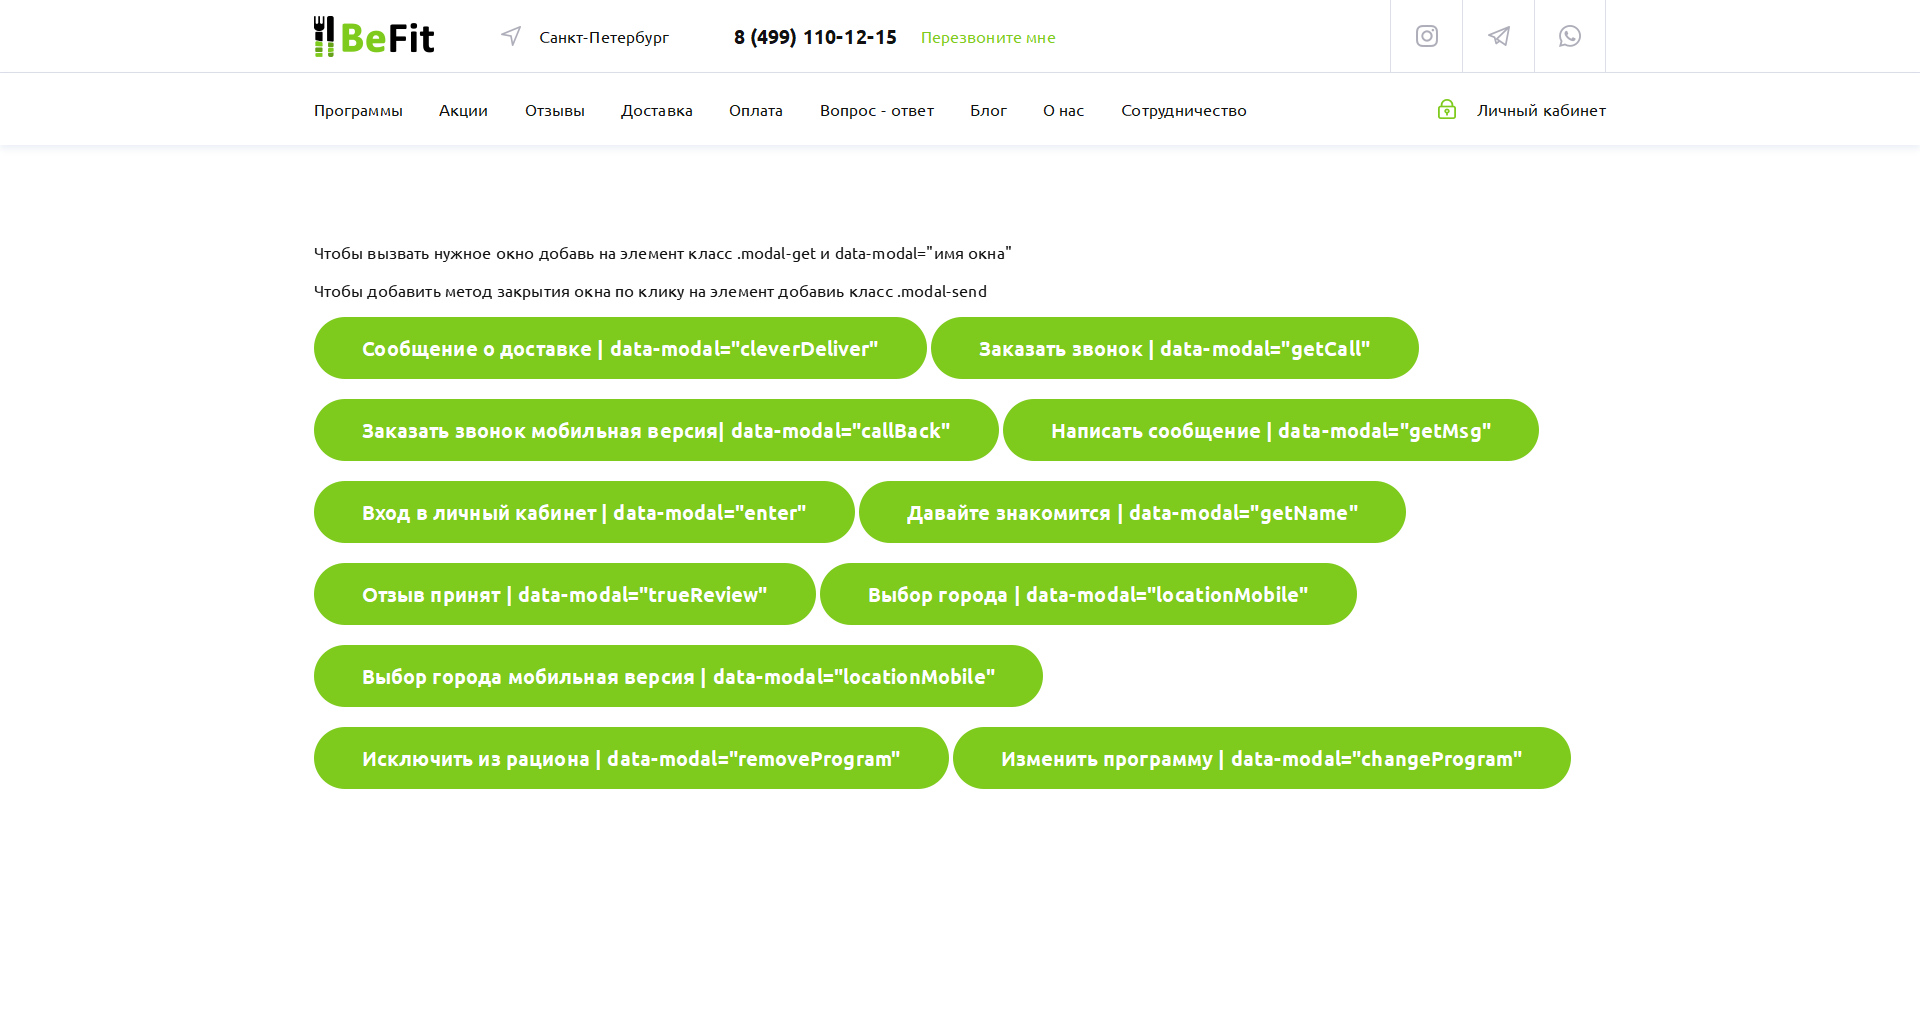 BeFit Санкт-Петербург 8 (499) 110-12-15 Перезвоните мне
Программы Акции Отзывы Доставка Оплата Вопрос - ответ Блог О нас Сотрудничество Личный кабинет
Чтобы вызвать нужное окно добавь на элемент класс .modal-get и data-modal="имя окна"
Чтобы добавить метод закрытия окна по клику на элемент добавиь класс .modal-send
Сообщение о доставке | data-modal="cleverDeliver" Заказать звонок | data-modal="getCall"
Заказать звонок мобильная версия| data-modal="callBack" Написать сообщение | data-modal="getMsg"
Вход в личный кабинет | data-modal="enter" Давайте знакомится | data-modal="getName"
Отзыв принят | data-modal="trueReview" Выбор города | data-modal="locationMobile"
Выбор города мобильная версия | data-modal="locationMobile"
Исключить из рациона | data-modal="removeProgram" Изменить программу | data-modal="changeProgram"